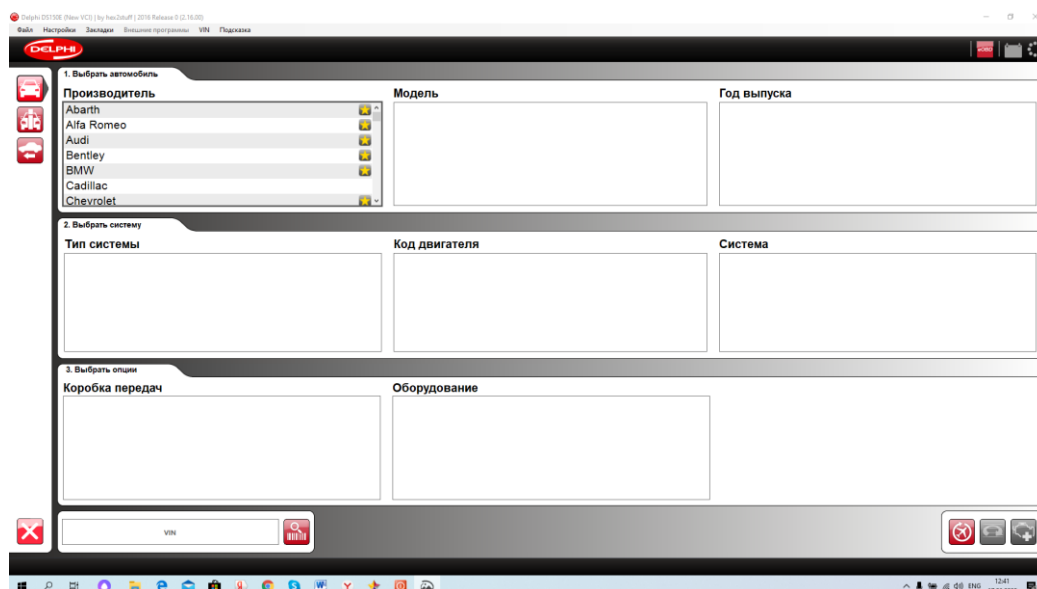 Delphi DS150E (New VCI) | by hex2stuff | 2016 Release 0 (2.16.00)
Файл Настройки Закладки Внешние программы VIN Подсказка
DELPHI
1. Выбрать автомобиль
Производитель Модель Год выпуска
Abarth
Alfa Romeo
Audi
Bentley
BMW
Cadillac
Chevrolet
2. Выбрать систему
Тип системы Код двигателя Система
3. Выбрать опции
Коробка передач Оборудование
VIN
ENG 12:41